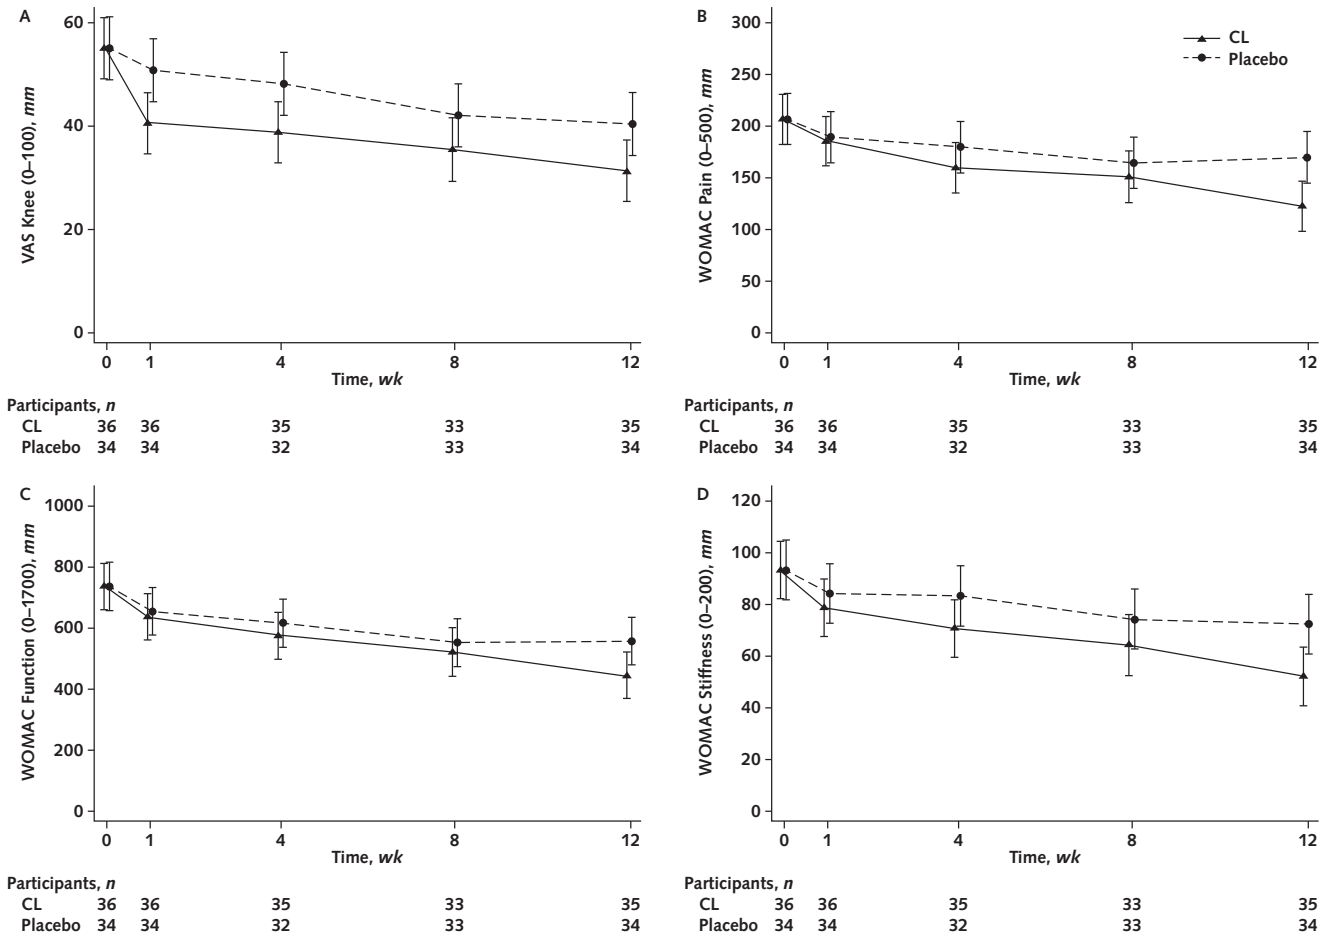 A
60
40
20
0
VAS Knee (0–100), mm
0 1 4 8 12
Time, wk
Participants, n
CL 36 36 35 33 35
Placebo 34 34 32 33 34
B
300
250
200
150
100
50
0
WOMAC Pain (0–500), mm
CL
Placebo
0 1 4 8 12
Time, wk
Participants, n
CL 36 36 35 33 35
Placebo 34 34 32 33 34
C
1000
800
600
400
200
0
WOMAC Function (0–1700), mm
0 1 4 8 12
Time, wk
Participants, n
CL 36 36 35 33 35
Placebo 34 34 32 33 34
D
120
100
80
60
40
20
0
WOMAC Stiffness (0–200), mm
0 1 4 8 12
Time, wk
Participants, n
CL 36 36 35 33 35
Placebo 34 34 32 33 34